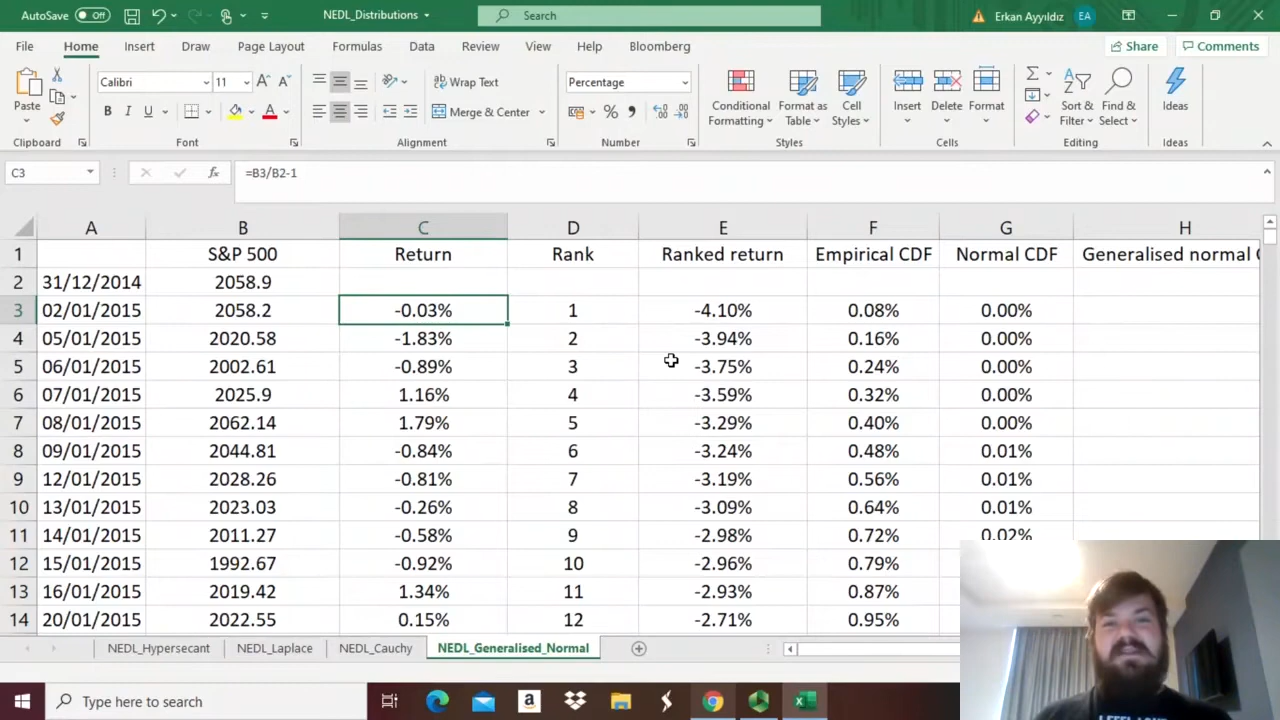 AutoSave Off NEDL_Distributions Search Erkan Ayyıldız EA
File Home Insert Draw Page Layout Formulas Data Review View Help Bloomberg Share Comments
Calibri 11 Wrap Text Percentage
Paste B I U Merge & Center Conditional Formatting Format as Table Cell Styles Insert Delete Format Sort & Filter Find & Select Ideas
Clipboard Font Alignment Number Styles Cells Editing Ideas
C3 fx =B3/B2-1
A B C D E F G H
1 S&P 500 Return Rank Ranked return Empirical CDF Normal CDF Generalised normal
2 31/12/2014 2058.9
3 02/01/2015 2058.2 -0.03% 1 -4.10% 0.08% 0.00%
4 05/01/2015 2020.58 -1.83% 2 -3.94% 0.16% 0.00%
5 06/01/2015 2002.61 -0.89% 3 -3.75% 0.24% 0.00%
6 07/01/2015 2025.9 1.16% 4 -3.59% 0.32% 0.00%
7 08/01/2015 2062.14 1.79% 5 -3.29% 0.40% 0.00%
8 09/01/2015 2044.81 -0.84% 6 -3.24% 0.48% 0.01%
9 12/01/2015 2028.26 -0.81% 7 -3.19% 0.56% 0.01%
10 13/01/2015 2023.03 -0.26% 8 -3.09% 0.64% 0.01%
11 14/01/2015 2011.27 -0.58% 9 -2.98% 0.72% 0.02%
12 15/01/2015 1992.67 -0.92% 10 -2.96% 0.79%
13 16/01/2015 2019.42 1.34% 11 -2.93% 0.87%
14 20/01/2015 2022.55 0.15% 12 -2.71% 0.95%
NEDL_Hypersecant NEDL_Laplace NEDL_Cauchy NEDL_Generalised_Normal
Type here to search